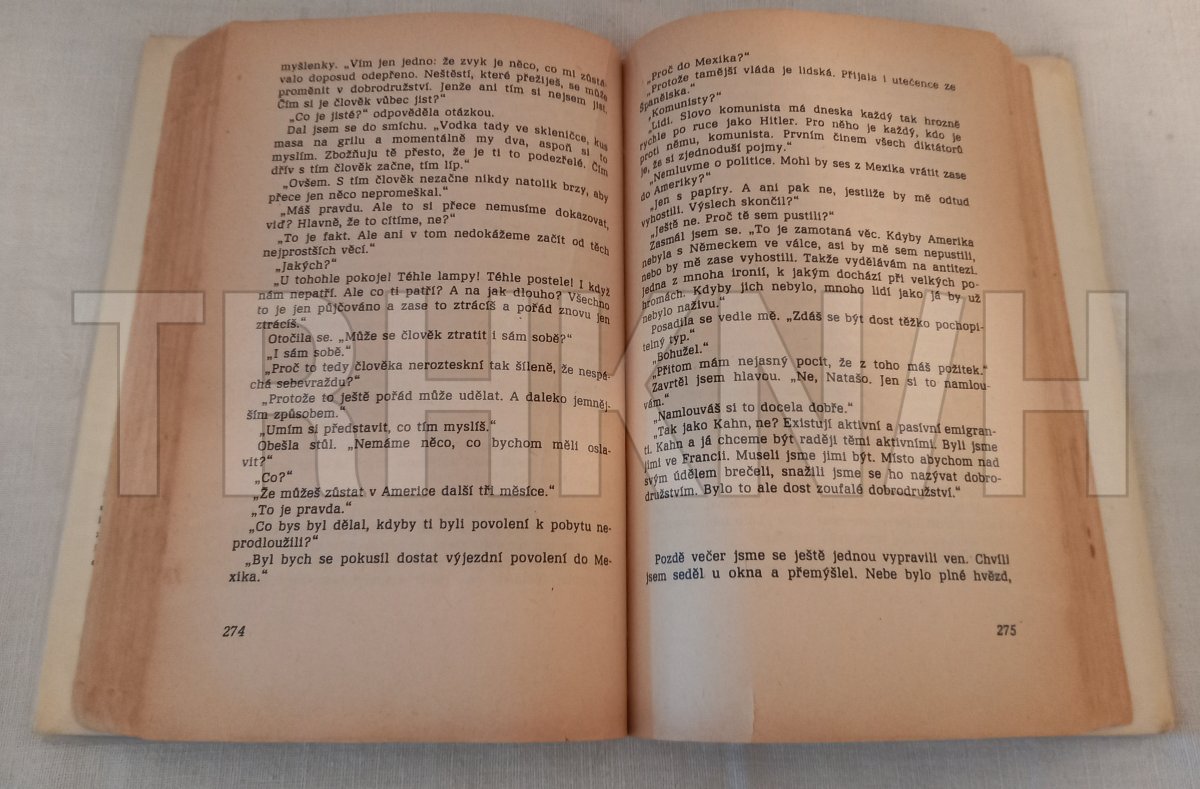 myšlenky. „Vím jen jedno: že zvyk je něco, co mi zůstá-
valo doposud odepřeno. Neštěstí, které přežiješ, se může
proměnit v dobrodružství. Jenže ani tím si nejsem jist.
Čím si je člověk vůbec jist?“
„Co je jisté?“ odpověděla otázkou.
Dal jsem se do smíchu. „Vodka tady ve skleničce, kus
masa na grilu a momentálně my dva, aspoň si to
myslím. Zbožňuju tě přesto, že je ti to podezřelé. Čím
dřív s tím člověk začne, tím líp.“
„Ovšem. S tím člověk nezačne nikdy natolik brzy, aby
přece jen něco nepromeškal.“
„Máš pravdu. Ale to si přece nemusíme dokazovat,
viď? Hlavně, že to cítíme, ne?“
„To je fakt. Ale ani v tom nedokážeme začít od těch
nejprostších věcí.“
„Jakých?“
„U tohohle pokoje! Téhle lampy! Téhle postele! I když
nám nepatří. Ale co ti patří? A na jak dlouho? Všechno
to je jen půjčováno a zase to ztrácíš a pořád znovu jen
ztrácíš.“
Otočila se. „Může se člověk ztratit i sám sobě?“
„I sám sobě.“
„Proč to tedy člověka nerozteskní tak šíleně, že nespá-
chá sebevraždu?“
„Protože to ještě pořád může udělat. A daleko jemněj-
ším způsobem.“
„Umím si představit, co tím myslíš.“
Obešla stůl. „Nemáme něco, co bychom měli osla-
vit?“
„Co?“
„Že můžeš zůstat v Americe další tři měsíce.“
„To je pravda.“
„Co bys byl dělal, kdyby ti byli povolení k pobytu ne-
prodloužili?“
„Byl bych se pokusil dostat výjezdní povolení do Me-
xika.“
274
„Proč do Mexika?“
„Protože tamější vláda je lidská. Přijala i utečence ze
Španělska.“
„Komunisty?“
„Lidi. Slovo komunista má dneska každý tak hrozně
rychle po ruce jako Hitler. Pro něho je každý, kdo je
proti němu, komunista. Prvním činem všech diktátorů
je, že si zjednoduší pojmy.“
„Nemluvme o politice. Mohl by ses z Mexika vrátit zase
do Ameriky?“
„Jen s papíry. A ani pak ne, jestliže by mě odtud
vyhostili. Výslech skončil?“
„Ještě ne. Proč tě sem pustili?“
Zasmál jsem se. „To je zamotaná věc. Kdyby Amerika
nebyla s Německem ve válce, asi by mě sem nepustili,
nebo by mě zase vyhostili. Takže vydělávám na antitezi.
Jedna z mnoha ironií, k jakým dochází při velkých po-
hromách. Kdyby jich nebylo, mnoho lidí jako já by už
nebylo naživu.“
Posadila se vedle mě. „Zdáš se být dost těžko pochopi-
telný typ.“
„Bohužel.“
„Přitom mám nejasný pocit, že z toho máš požitek.“
Zavrtěl jsem hlavou. „Ne, Natašo. Jen si to namlou-
vám.“
„Namlouváš si to docela dobře.“
„Tak jako Kahn, ne? Existují aktivní a pasívní emigran-
ti. Kahn a já chceme být raději těmi aktivními. Byli jsme
jimi ve Francii. Museli jsme jimi být. Místo abychom nad
svým údělem brečeli, snažili jsme se ho nazývat dobro-
družstvím. Bylo to ale dost zoufalé dobrodružství.“
Pozdě večer jsme se ještě jednou vypravili ven. Chvíli
jsem seděl u okna a přemýšlel. Nebe bylo plné hvězd,
275
TRHKNIH